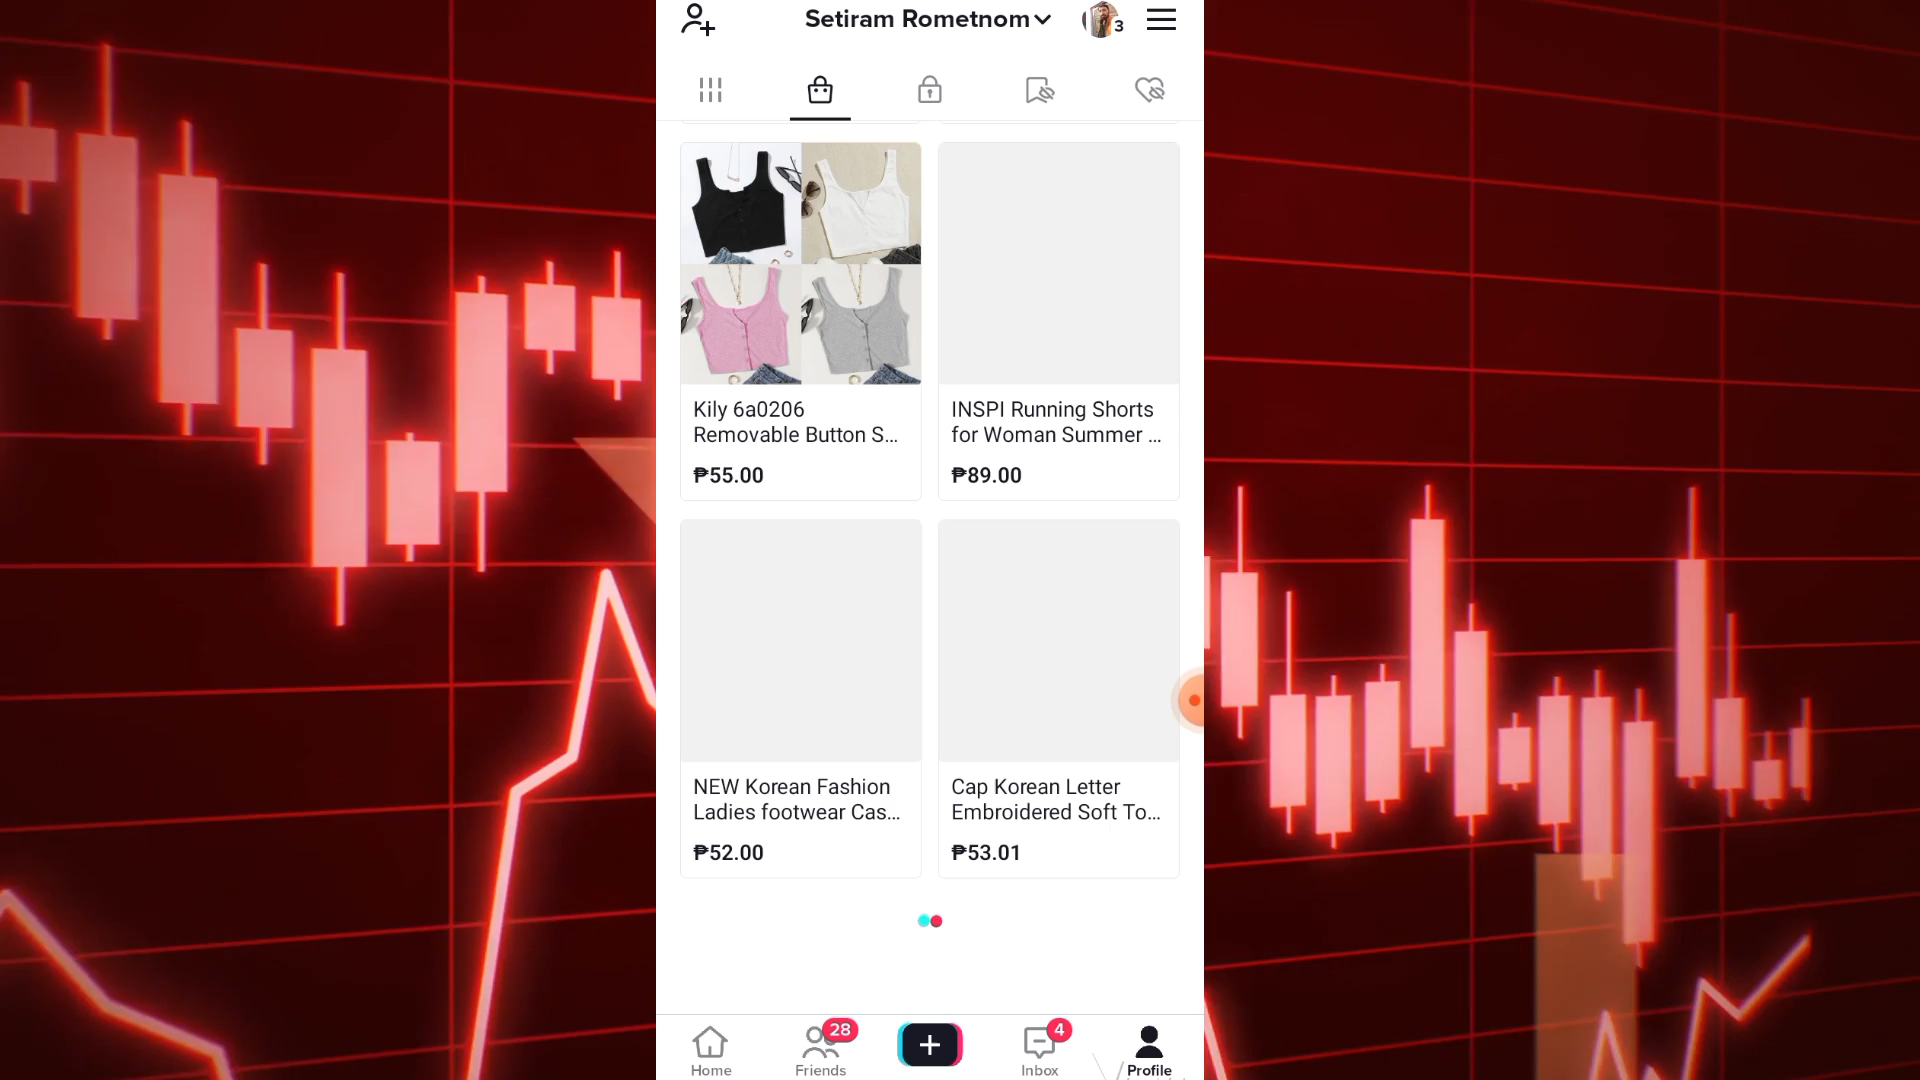 Setiram Rometnom
3
Kily 6a0206
Removable Button S...
₱55.00
INSPI Running Shorts
for Woman Summer ...
₱89.00
NEW Korean Fashion
Ladies footwear Cas...
₱52.00
Cap Korean Letter
Embroidered Soft To...
₱53.01
28
4
Home
Friends
Inbox
Profile